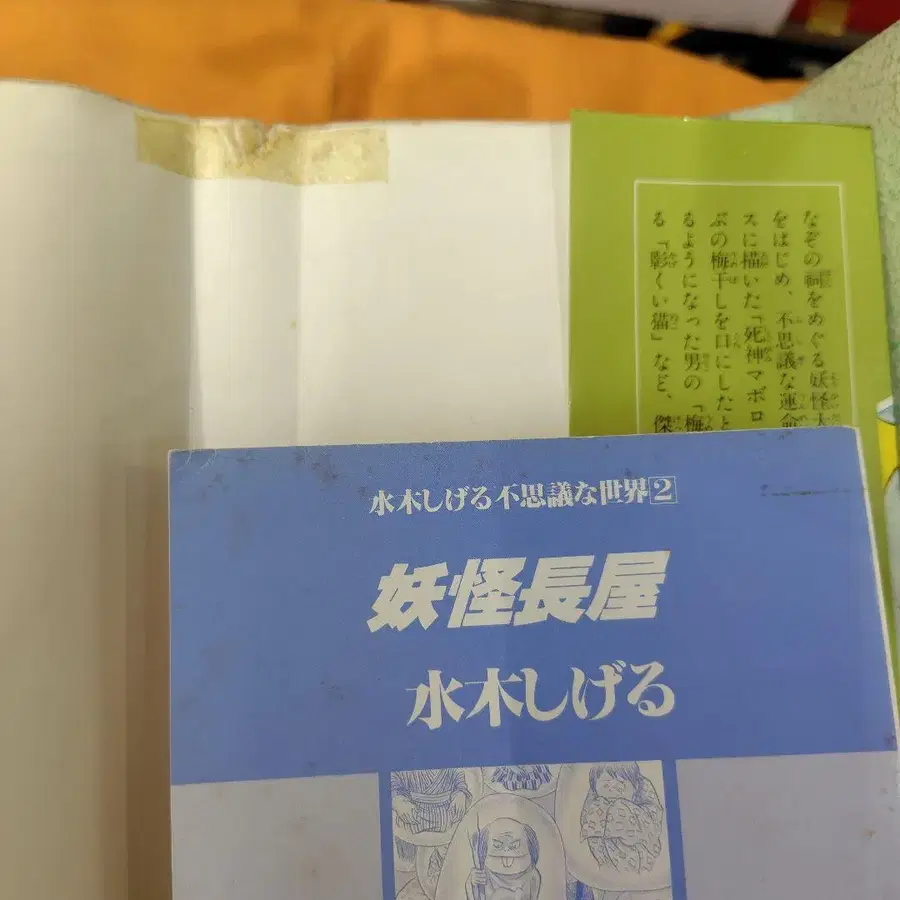 なぞの祠をめぐる妖怪大
をはじめ、不思議な運命
スに描いた「死神マボロ
ぶの梅干しを口にしたと
るようになった男の「梅
る「影くい猫」など、傑
水木しげる不思議な世界2
妖怪長屋
水木しげる